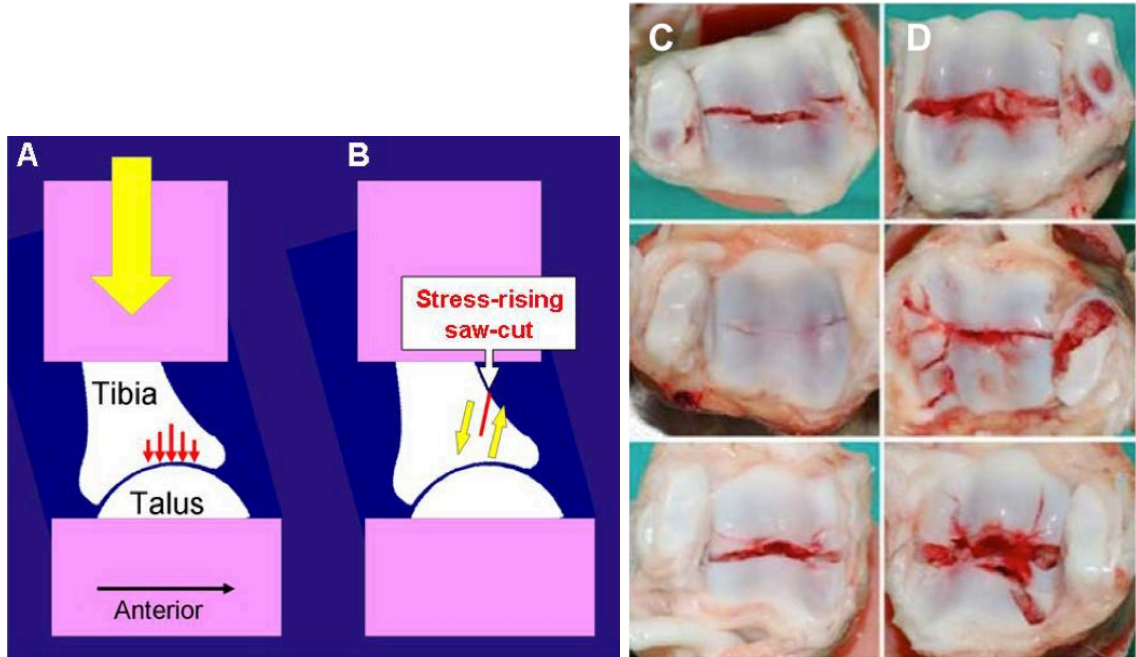 A
B
Stress-rising
saw-cut
Tibia
Talus
Anterior
C
D